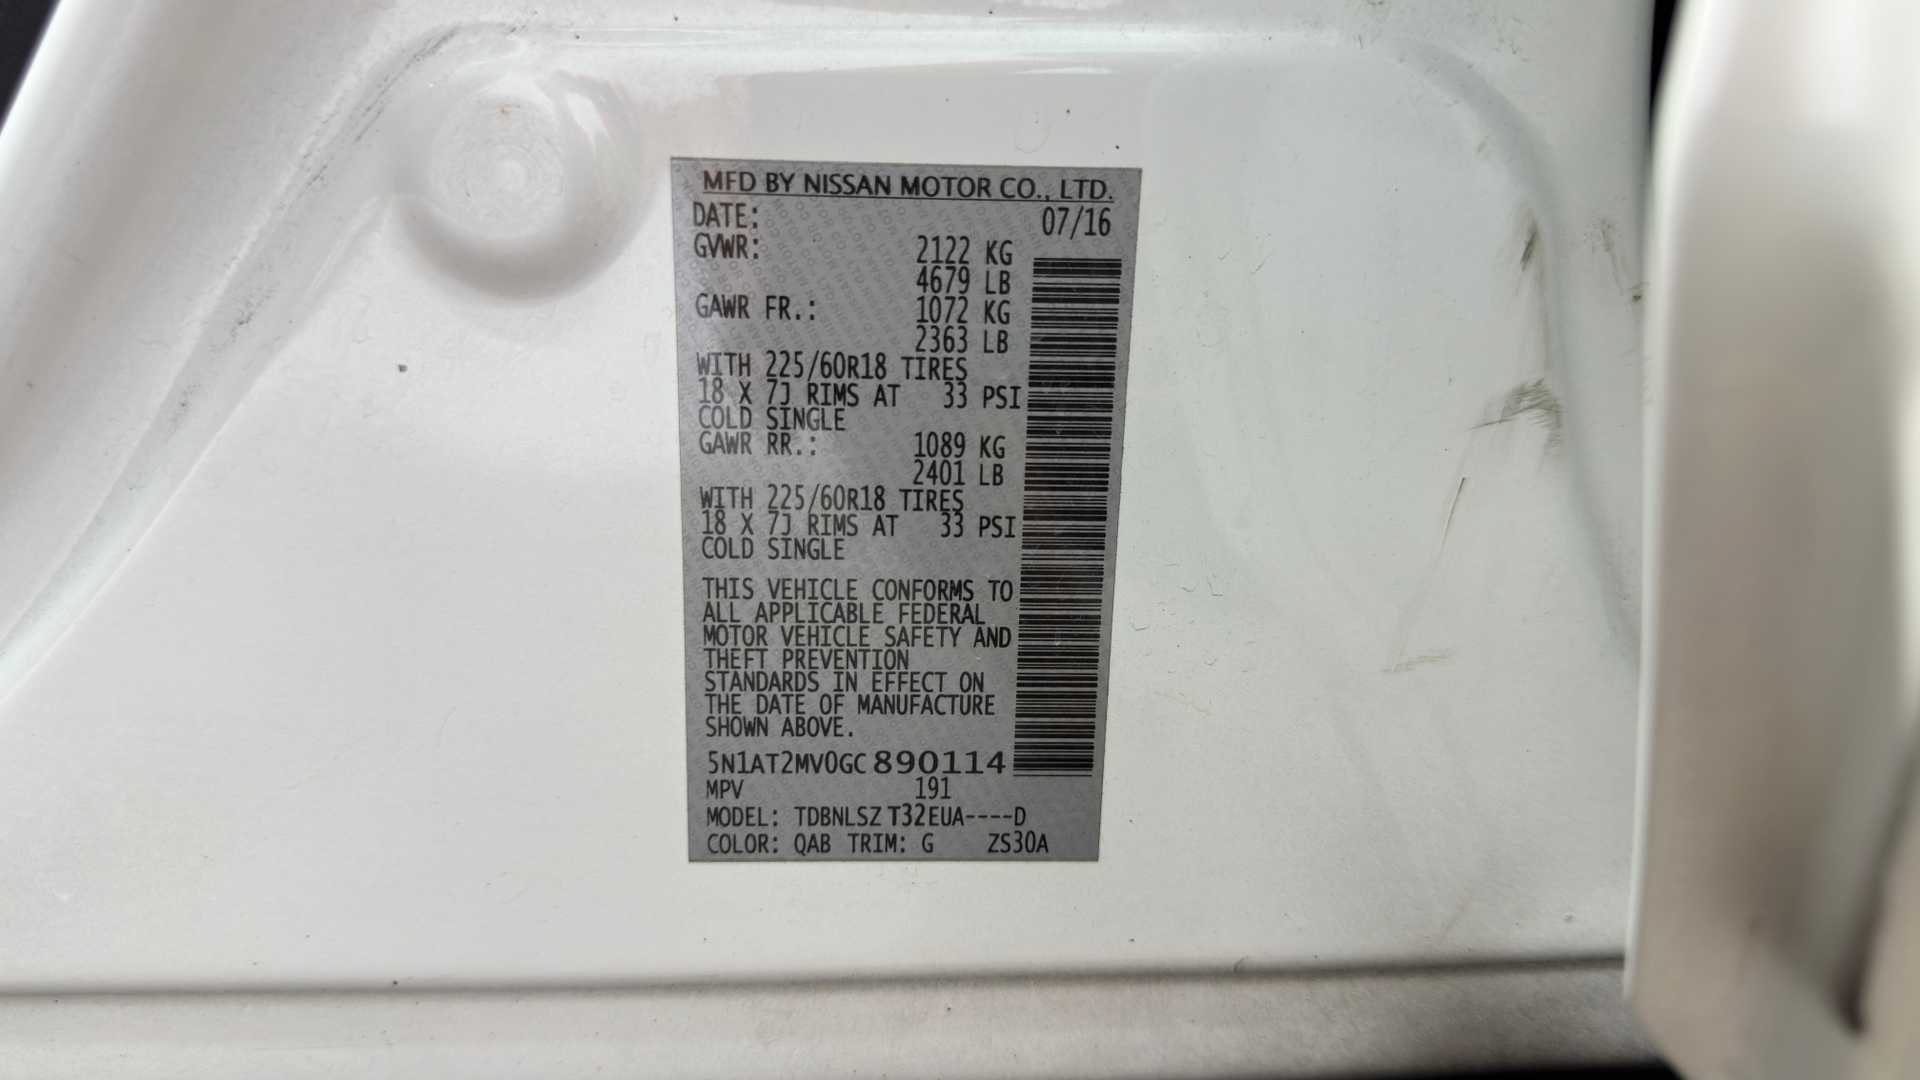 MFD BY NISSAN MOTOR CO., LTD.
DATE: 07/16
GVWR: 2122 KG
4679 LB
GAWR FR.: 1072 KG
2363 LB
WITH 225/60R18 TIRES
18 X 7J RIMS AT 33 PSI
COLD SINGLE
GAWR RR.: 1089 KG
2401 LB
WITH 225/60R18 TIRES
18 X 7J RIMS AT 33 PSI
COLD SINGLE
THIS VEHICLE CONFORMS TO
ALL APPLICABLE FEDERAL
MOTOR VEHICLE SAFETY AND
THEFT PREVENTION
STANDARDS IN EFFECT ON
THE DATE OF MANUFACTURE
SHOWN ABOVE.
5N1AT2MV0GC890114
MPV 191
MODEL: TDBNLSZ T32EUA----D
COLOR: QAB TRIM: G ZS30A